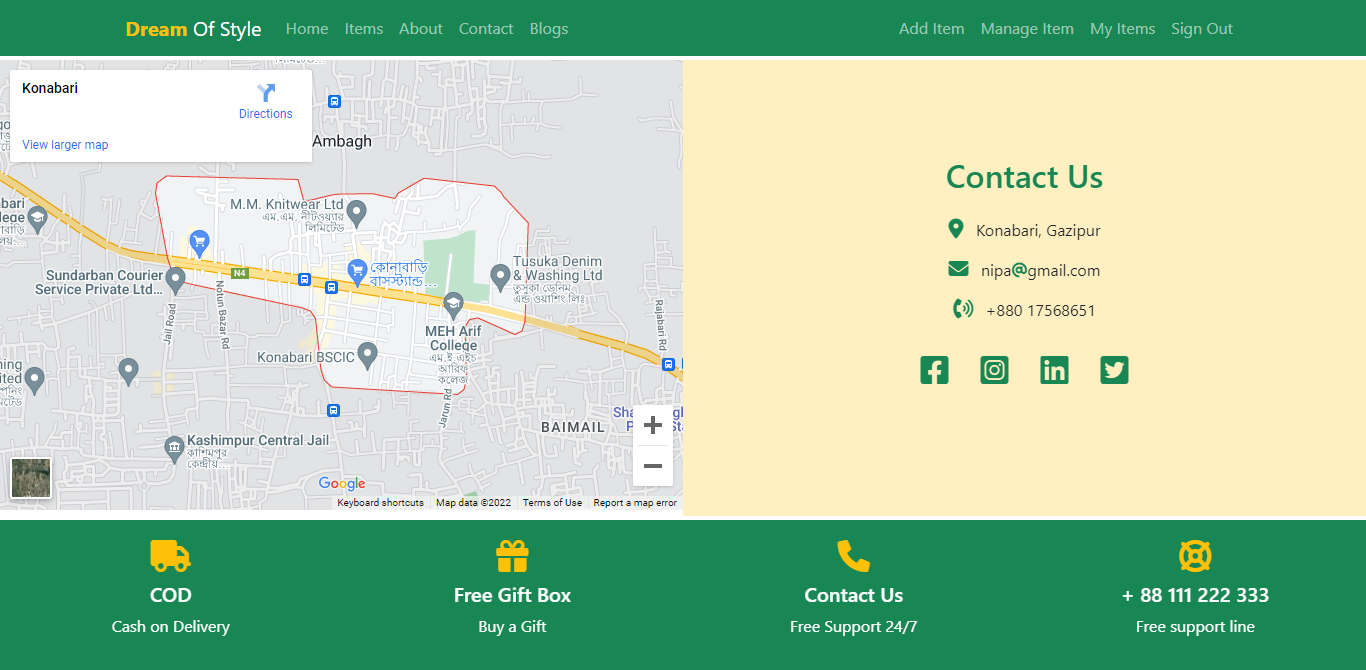 Dream Of Style
Home
Items
About
Contact
Blogs
Add Item
Manage Item
My Items
Sign Out
Konabari
Directions
View larger map
Ambagh
M.M. Knitwear Ltd
এম.এম. নীটওয়্যার
লিমিটেড
Sundarban Courier
Service Private Ltd...
N4
কোনাবাড়ি
বাসস্ট্যান্ড...
Tusuka Denim
& Washing Ltd
তুসুকা ডেনিম
এন্ড ওয়াশিং লিঃ
Jail Road
Notun Bazar Rd
Rajabari Rd
MEH Arif
College
এম.ই.এইচ
আরিফ
কলেজ
Konabari BSCIC
Jarun Rd
BAIMAIL
Kashimpur Central Jail
কাশিমপুর
কেন্দ্রীয়...
Google
Keyboard shortcuts
Map data ©2022
Terms of Use
Report a map error
Contact Us
Konabari, Gazipur
nipa@gmail.com
+880 17568651
COD
Cash on Delivery
Free Gift Box
Buy a Gift
Contact Us
Free Support 24/7
+ 88 111 222 333
Free support line